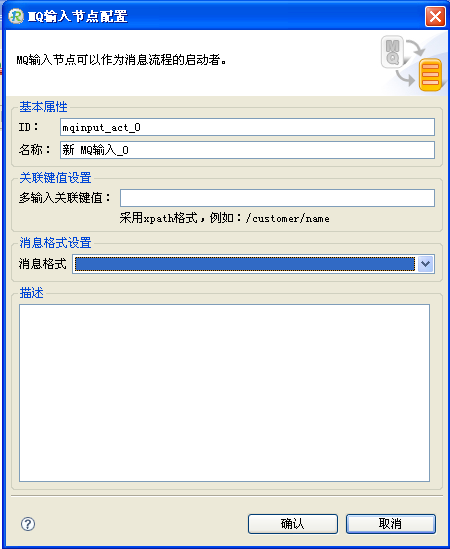 MQ输入节点配置
MQ输入节点可以作为消息流程的启动者。
MQ
基本属性
ID：
mqinput_act_0
名称：
新 MQ输入_0
关联键值设置
多输入关联键值：
采用xpath格式，例如：/customer/name
消息格式设置
消息格式
描述
确认
取消